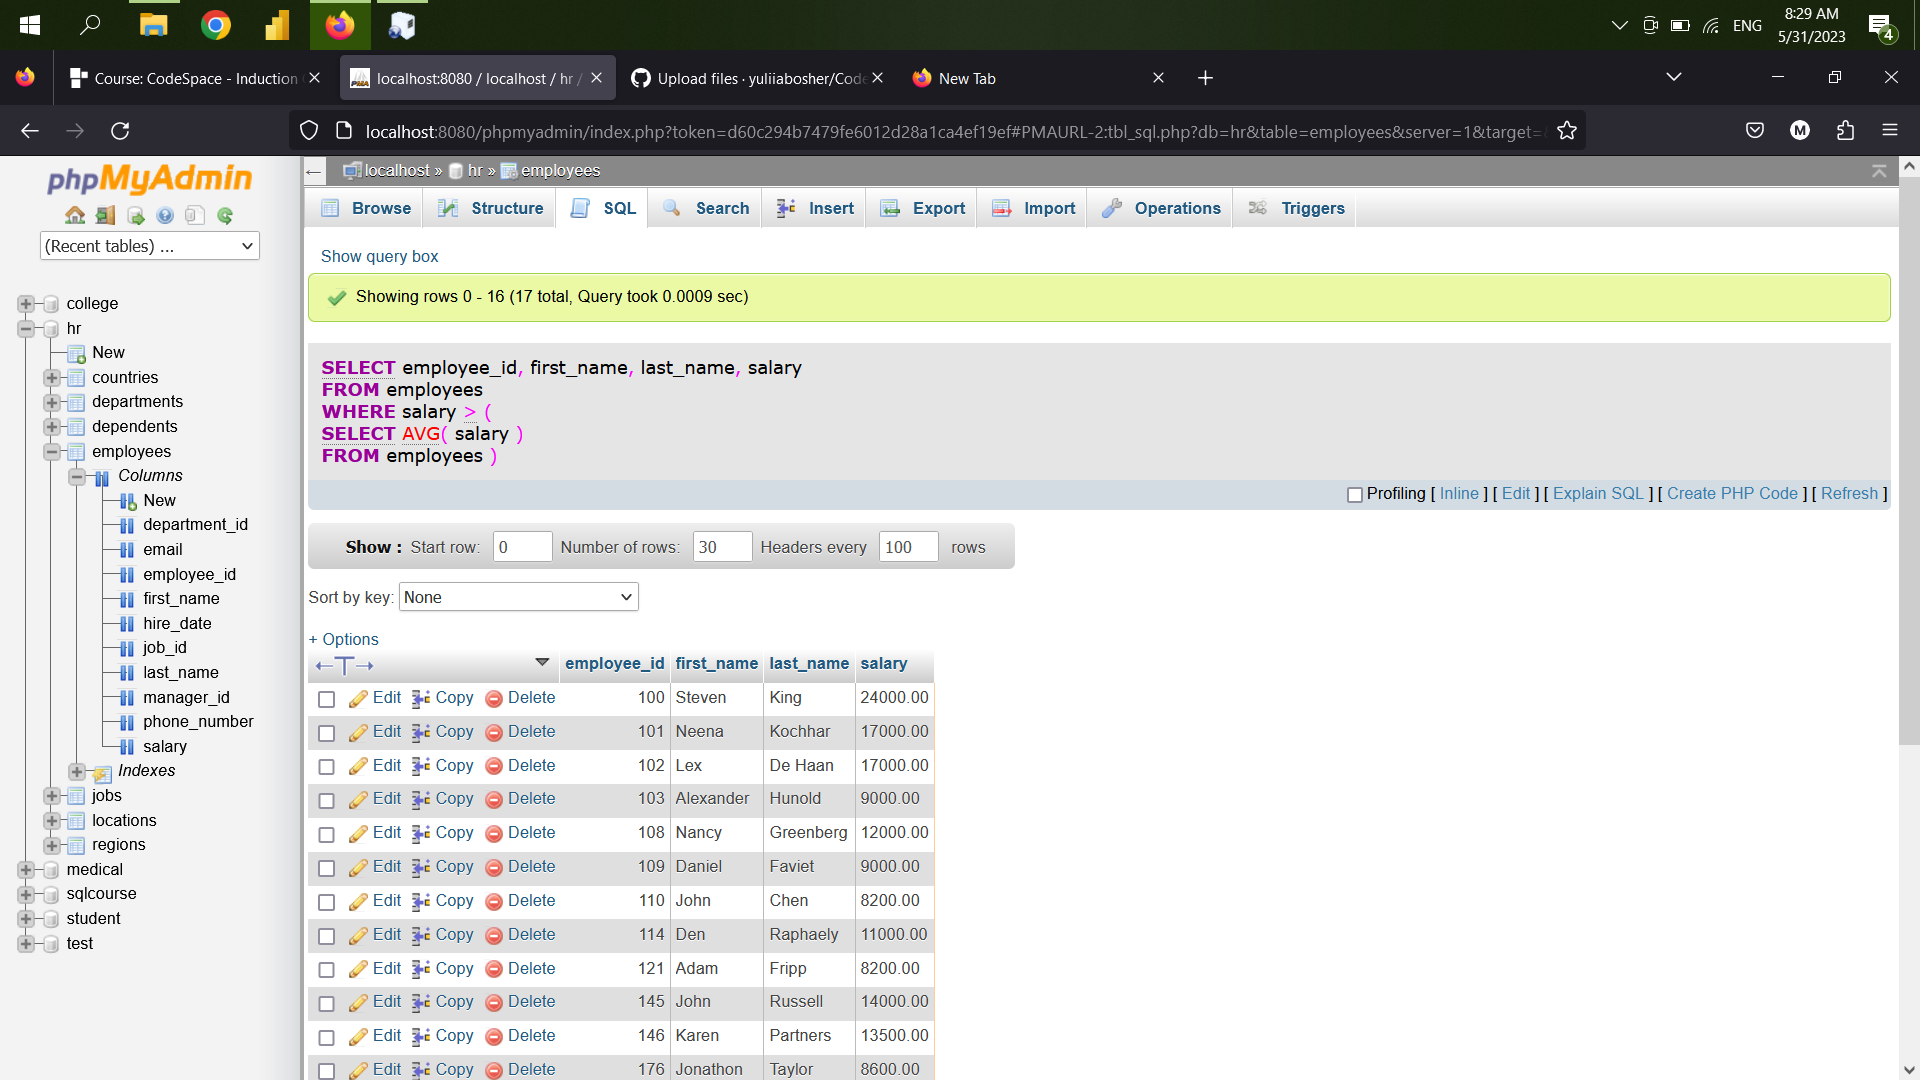 ENG
8:29 AM
5/31/2023
4
Course: CodeSpace - Induction
localhost:8080 / localhost / hr /
Upload files · yuliiabosher/Code
New Tab
localhost:8080/phpmyadmin/index.php?token=d60c294b7479fe6012d28a1ca4ef19ef#PMAURL-2:tbl_sql.php?db=hr&table=employees&server=1&target=
M
phpMyAdmin
(Recent tables) ...
college
hr
New
countries
departments
dependents
employees
Columns
New
department_id
email
employee_id
first_name
hire_date
job_id
last_name
manager_id
phone_number
salary
Indexes
jobs
locations
regions
medical
sqlcourse
student
test
localhost » hr » employees
Browse Structure SQL Search Insert Export Import Operations Triggers
Show query box
Showing rows 0 - 16 (17 total, Query took 0.0009 sec)
SELECT employee_id, first_name, last_name, salary
FROM employees
WHERE salary > (
SELECT AVG( salary )
FROM employees )
Profiling [ Inline ] [ Edit ] [ Explain SQL ] [ Create PHP Code ] [ Refresh ]
Show : Start row: 0 Number of rows: 30 Headers every 100 rows
Sort by key: None
+ Options
←T→ employee_id first_name last_name salary
Edit Copy Delete 100 Steven King 24000.00
Edit Copy Delete 101 Neena Kochhar 17000.00
Edit Copy Delete 102 Lex De Haan 17000.00
Edit Copy Delete 103 Alexander Hunold 9000.00
Edit Copy Delete 108 Nancy Greenberg 12000.00
Edit Copy Delete 109 Daniel Faviet 9000.00
Edit Copy Delete 110 John Chen 8200.00
Edit Copy Delete 114 Den Raphaely 11000.00
Edit Copy Delete 121 Adam Fripp 8200.00
Edit Copy Delete 145 John Russell 14000.00
Edit Copy Delete 146 Karen Partners 13500.00
Edit Copy Delete 176 Jonathon Taylor 8600.00